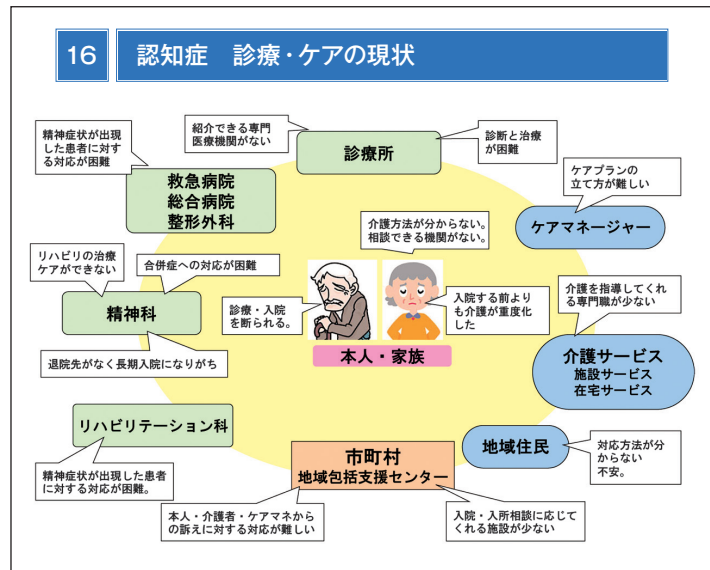 16 認知症　診療・ケアの現状
紹介できる専門
医療機関がない
診断と治療
が困難
診療所
精神症状が出現
した患者に対す
る対応が困難
救急病院
総合病院
整形外科
ケアプランの
立て方が難しい
ケアマネージャー
介護方法が分からない。
相談できる機関がない。
リハビリの治療
ケアができない
合併症への対応が困難
精神科
退院先がなく長期入院になりがち
診療・入院
を断られる。
入院する前より
も介護が重度化
した
本人・家族
介護を指導してくれ
る専門職が少ない
介護サービス
施設サービス
在宅サービス
リハビリテーション科
精神症状が出現した患者
に対する対応が困難。
市町村
地域包括支援センター
地域住民
対応方法が分
からない
不安。
本人・介護者・ケアマネから
の訴えに対する対応が難しい
入院・入所相談に応じて
くれる施設が少ない